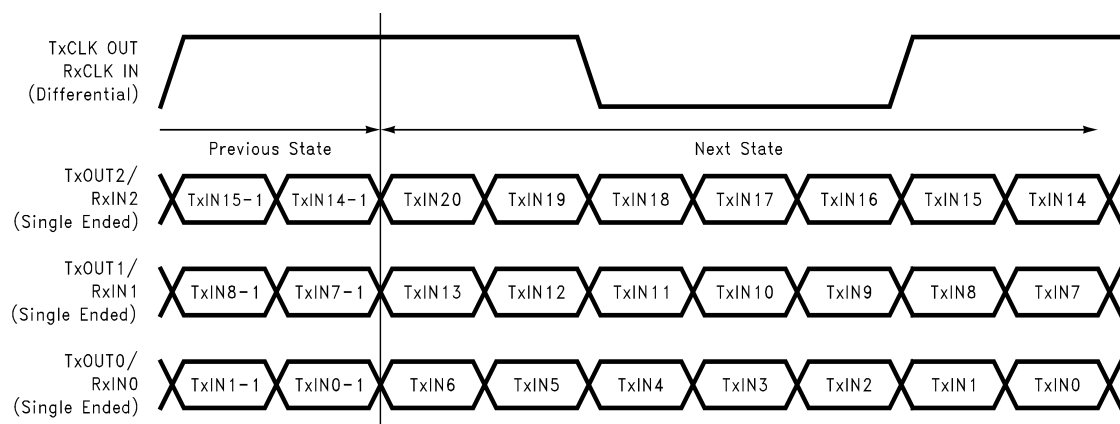 TxCLK OUT
RxCLK IN
(Differential)
Previous State
Next State
TxOUT2/
RxIN2
(Single Ended)
TxIN15-1 TxIN14-1 TxIN20 TxIN19 TxIN18 TxIN17 TxIN16 TxIN15 TxIN14
TxOUT1/
RxIN1
(Single Ended)
TxIN8-1 TxIN7-1 TxIN13 TxIN12 TxIN11 TxIN10 TxIN9 TxIN8 TxIN7
TxOUT0/
RxIN0
(Single Ended)
TxIN1-1 TxIN0-1 TxIN6 TxIN5 TxIN4 TxIN3 TxIN2 TxIN1 TxIN0